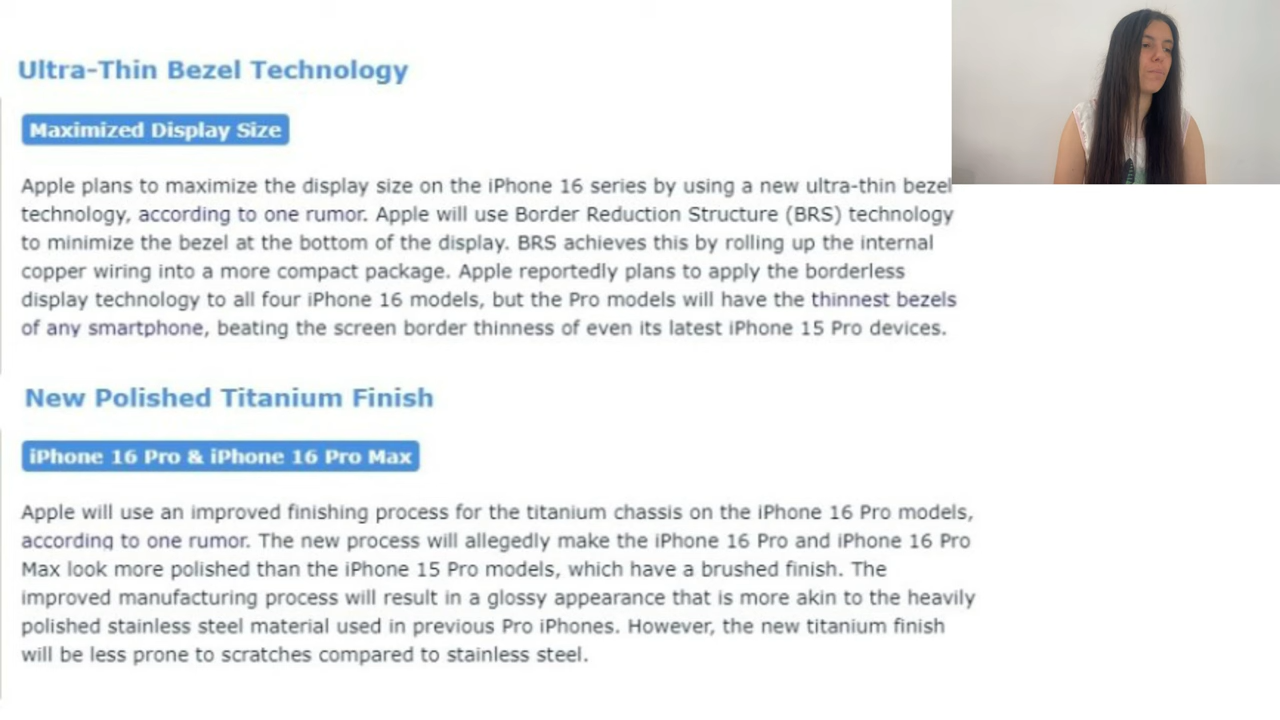 Ultra-Thin Bezel Technology
Maximized Display Size
Apple plans to maximize the display size on the iPhone 16 series by using a new ultra-thin bezel
technology, according to one rumor. Apple will use Border Reduction Structure (BRS) technology
to minimize the bezel at the bottom of the display. BRS achieves this by rolling up the internal
copper wiring into a more compact package. Apple reportedly plans to apply the borderless
display technology to all four iPhone 16 models, but the Pro models will have the thinnest bezels
of any smartphone, beating the screen border thinness of even its latest iPhone 15 Pro devices.
New Polished Titanium Finish
iPhone 16 Pro & iPhone 16 Pro Max
Apple will use an improved finishing process for the titanium chassis on the iPhone 16 Pro models,
according to one rumor. The new process will allegedly make the iPhone 16 Pro and iPhone 16 Pro
Max look more polished than the iPhone 15 Pro models, which have a brushed finish. The
improved manufacturing process will result in a glossy appearance that is more akin to the heavily
polished stainless steel material used in previous Pro iPhones. However, the new titanium finish
will be less prone to scratches compared to stainless steel.